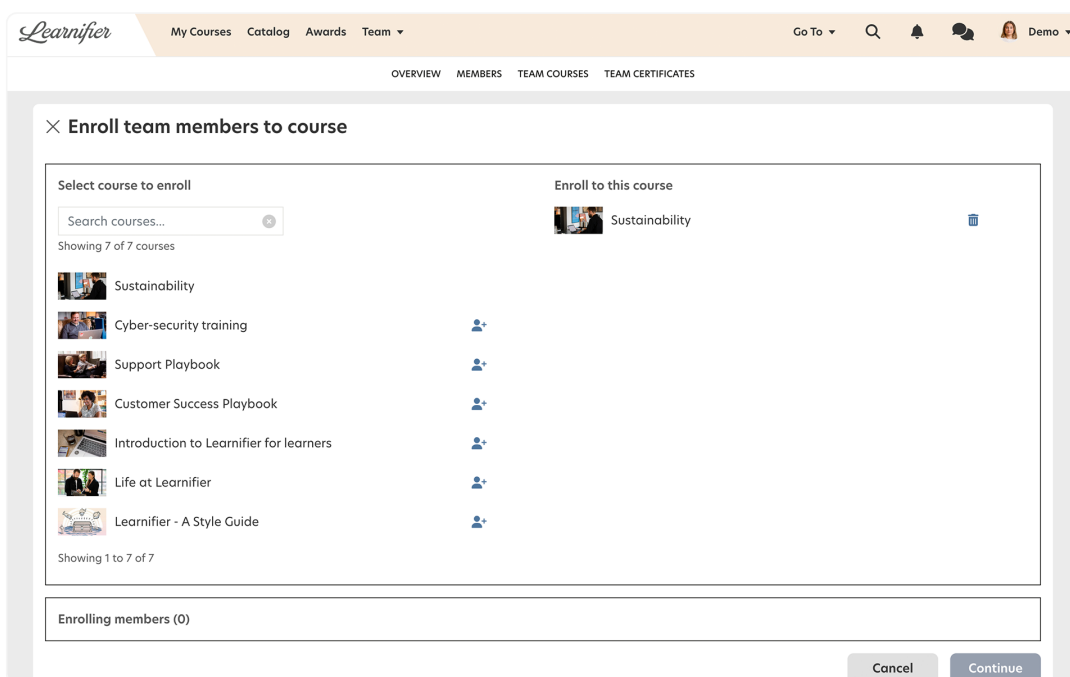 Learnifier
My Courses Catalog Awards Team
Go To Demo
OVERVIEW MEMBERS TEAM COURSES TEAM CERTIFICATES
Enroll team members to course
Select course to enroll
Search courses...
Showing 7 of 7 courses
Sustainability
Cyber-security training
Support Playbook
Customer Success Playbook
Introduction to Learnifier for learners
Life at Learnifier
Learnifier - A Style Guide
Showing 1 to 7 of 7
Enroll to this course
Sustainability
Enrolling members (0)
Cancel Continue